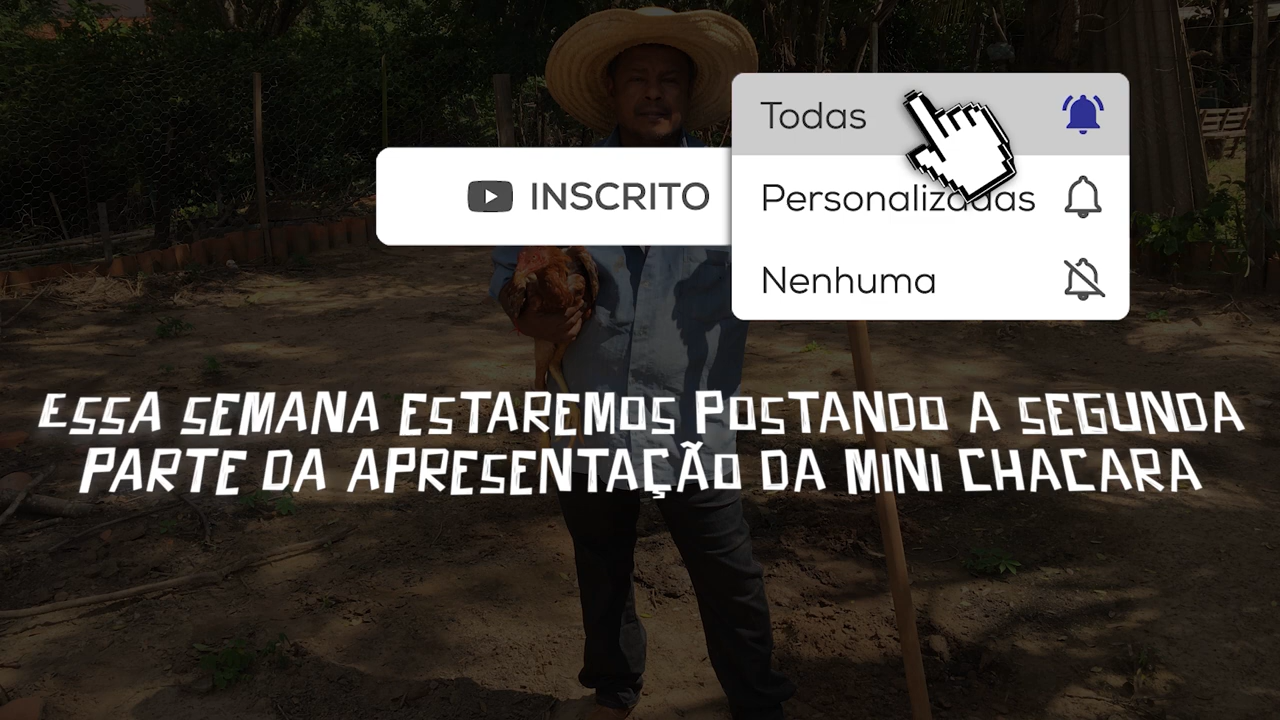 Todas
INSCRITO
Personalizadas
Nenhuma
ESSA SEMANA ESTAREMOS POSTANDO A SEGUNDA
PARTE DA APRESENTAÇÃO DA MINI CHACARA